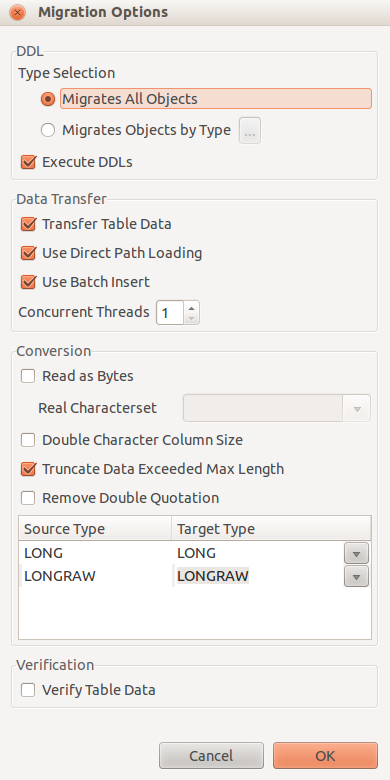 Migration Options
DDL
Type Selection
Migrates All Objects
Migrates Objects by Type ...
Execute DDLs
Data Transfer
Transfer Table Data
Use Direct Path Loading
Use Batch Insert
Concurrent Threads 1
Conversion
Read as Bytes
Real Characterset
Double Character Column Size
Truncate Data Exceeded Max Length
Remove Double Quotation
Source Type Target Type
LONG LONG
LONGRAW LONGRAW
Verification
Verify Table Data
Cancel OK